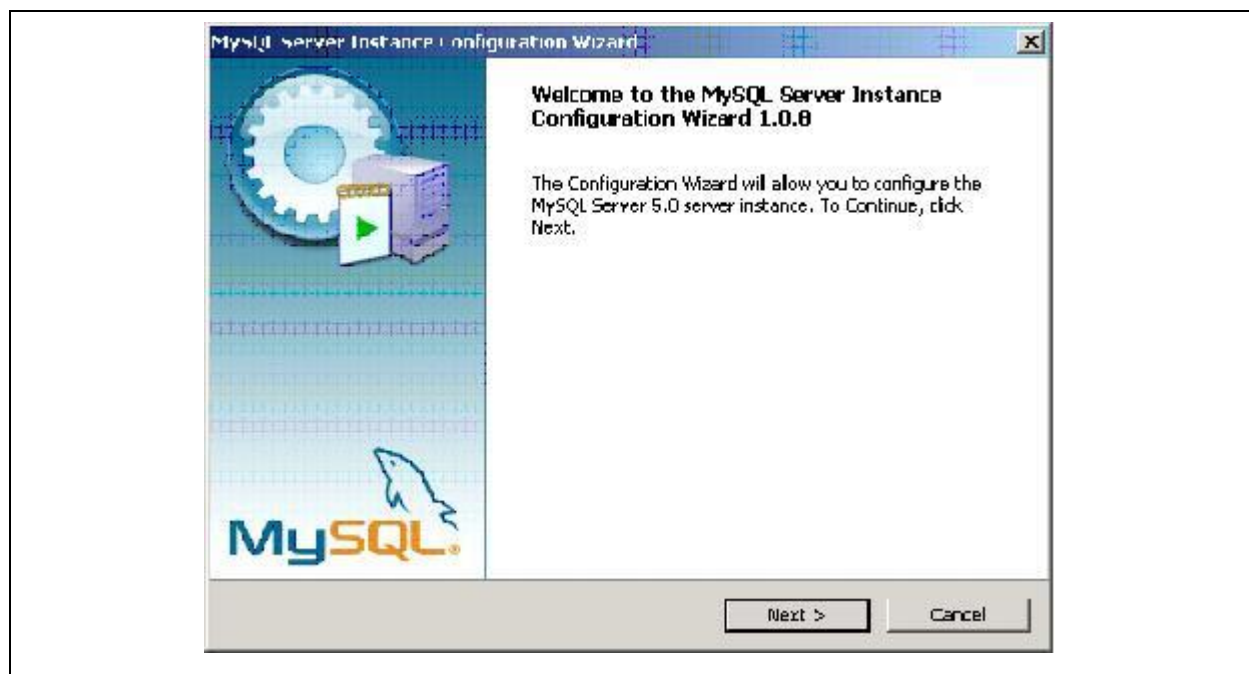 MySQL Server Instance Configuration Wizard
Welcome to the MySQL Server Instance
Configuration Wizard 1.0.8
The Configuration Wizard will allow you to configure the
MySQL Server 5.0 server instance. To Continue, click
Next.
MySQL®
Next >
Cancel